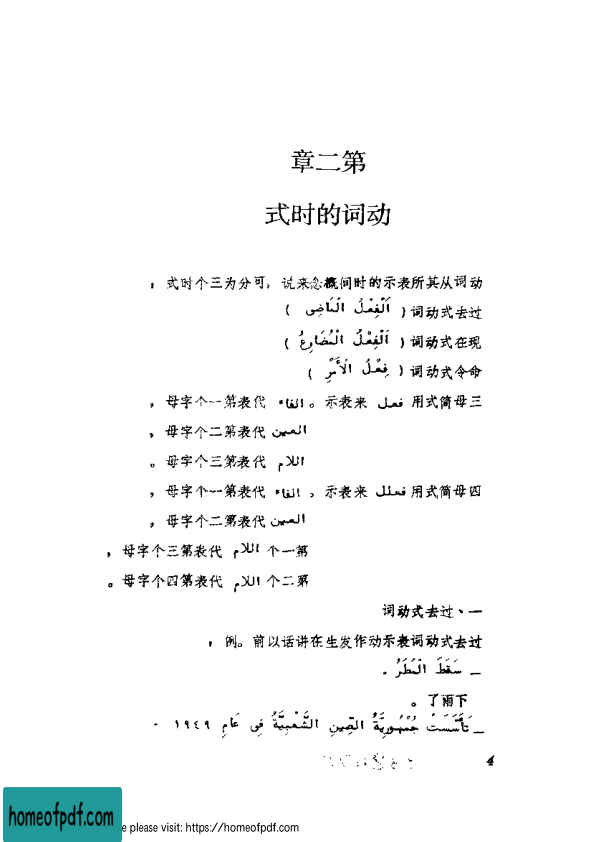 第二章
动词的时式
动词从其所表示的时间概念来说，可分为三个时式：
过去式动词 ( اَلْفِعْلُ الْمَاضِى )
现在式动词 ( اَلْفِعْلُ الْمُضَارِعُ )
命令式动词 ( فِعْلُ الْأَمْرِ )
三母简式用 فعل 来表示。الفاء 代表第一个字母，
العين 代表第二个字母，
اللام 代表第三个字母。
四母简式用 فعلل 来表示，الفاء 代表第一个字母，
العين 代表第二个字母，
第一个 اللام 代表第三个字母，
第二个 اللام 代表第四个字母。
一、过去式动词
过去式动词表示动作发生在讲话以前。例：
_ سَقَطَ الْمَطَرُ .
下雨了。
_ تَأَسَّسَتْ جُمْهُورِيَّةُ الصِّينِ الشَّعْبِيَّةُ فِى عَامِ ١٩٤٩ .
4
homeofpdf.com
e please visit: https://homeofpdf.com